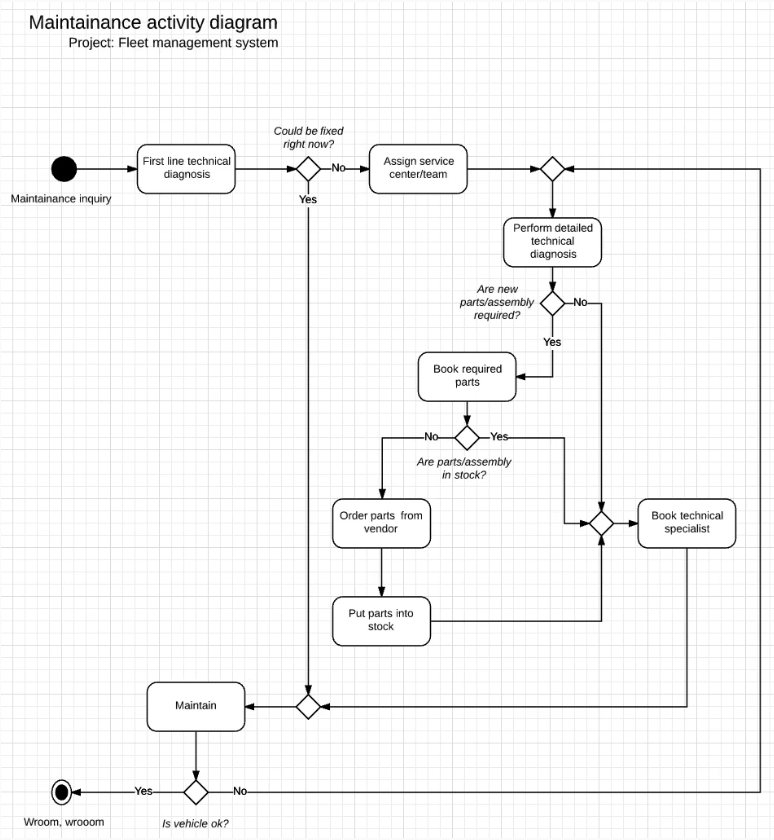 Maintainance activity diagram
Project: Fleet management system
Could be fixed
right now?
First line technical
diagnosis
No
Assign service
center/team
Maintainance inquiry
Yes
Perform detailed
technical
diagnosis
Are new
parts/assembly
required?
No
Yes
Book required
parts
No
Yes
Are parts/assembly
in stock?
Order parts from
vendor
Book technical
specialist
Put parts into
stock
Maintain
Yes
No
Wroom, wrooom
Is vehicle ok?